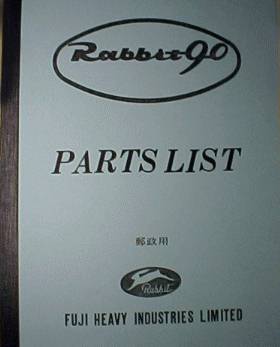 Rabbit 90
PARTS LIST
郵政用
Rabbit
FUJI HEAVY INDUSTRIES LIMITED